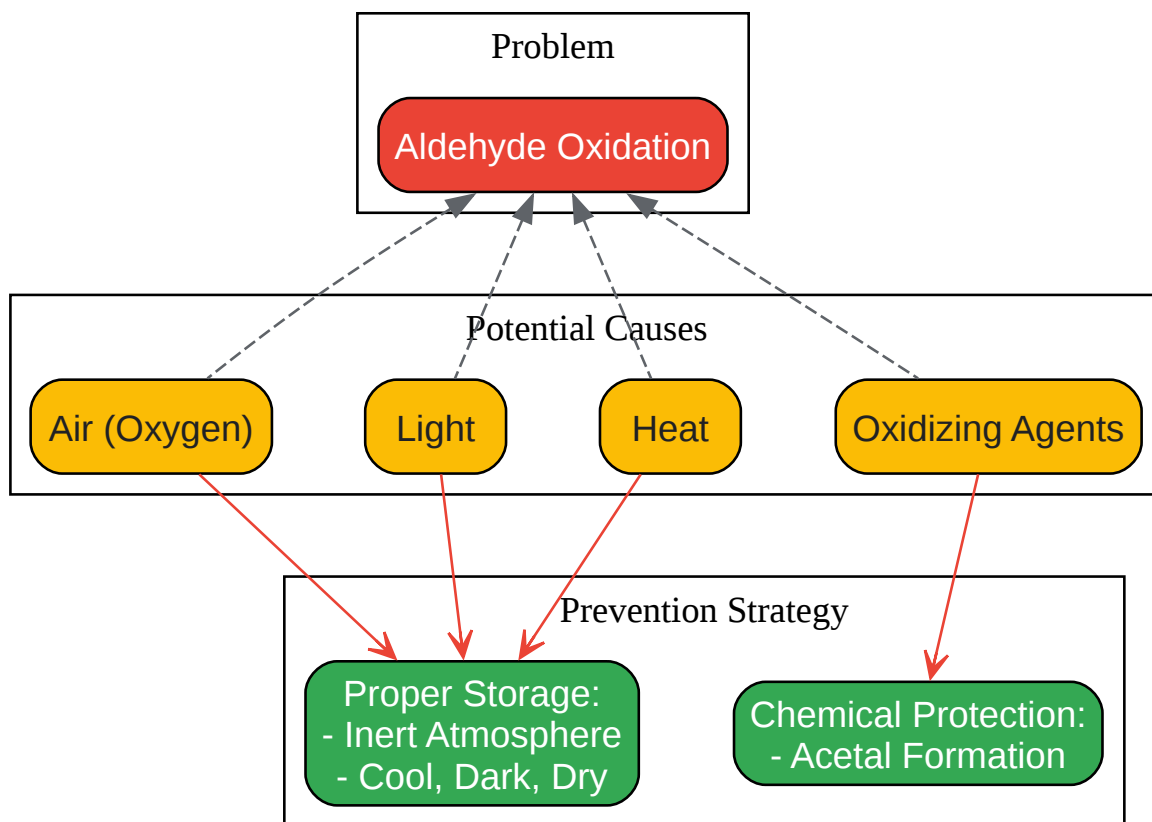 Problem
Aldehyde Oxidation
Potential Causes
Air (Oxygen)
Light
Heat
Oxidizing Agents
Prevention Strategy
Proper Storage:
- Inert Atmosphere
- Cool, Dark, Dry
Chemical Protection:
- Acetal Formation